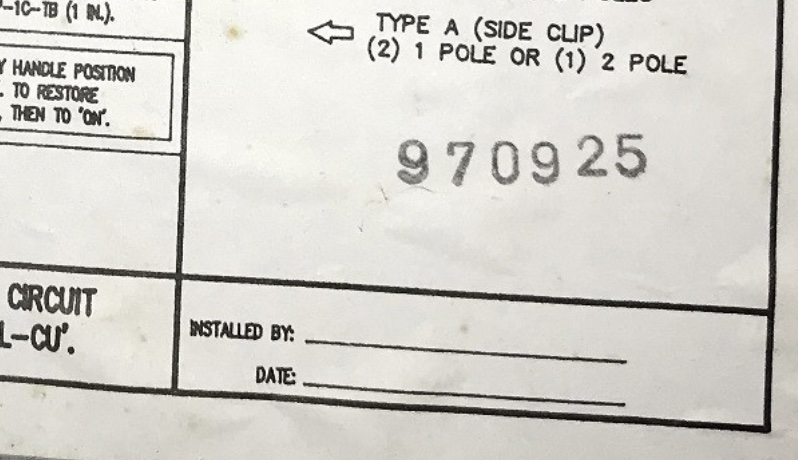 -1C-TB (1 IN.).
TYPE A (SIDE CLIP)
(2) 1 POLE OR (1) 2 POLE
HANDLE POSITION
. TO RESTORE
, THEN TO 'ON'.
970925
CIRCUIT
L-CU'.
INSTALLED BY:
DATE: